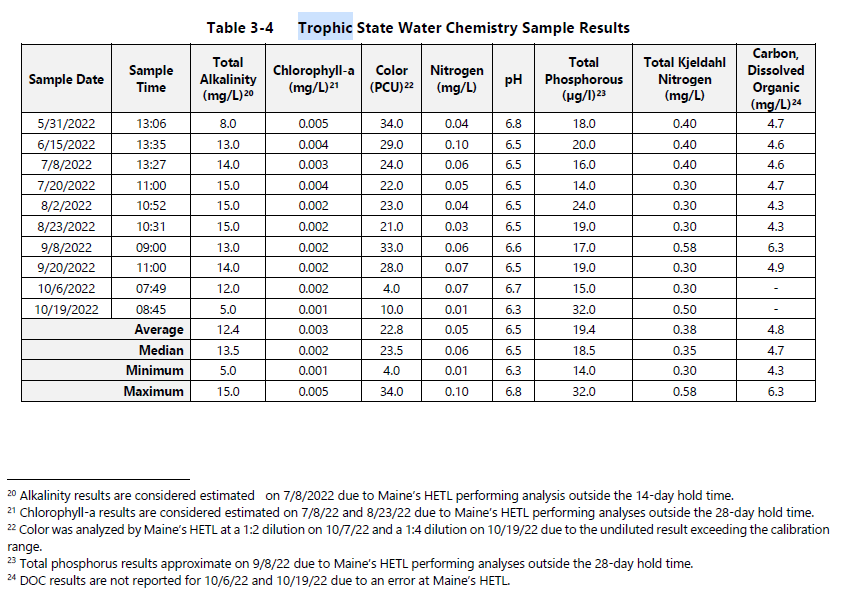 Table 3-4 Trophic State Water Chemistry Sample Results
Sample Date | Sample Time | Total Alkalinity (mg/L)20 | Chlorophyll-a (mg/L)21 | Color (PCU)22 | Nitrogen (mg/L) | pH | Total Phosphorous (µg/l)23 | Total Kjeldahl Nitrogen (mg/L) | Carbon, Dissolved Organic (mg/L)24
5/31/2022 | 13:06 | 8.0 | 0.005 | 34.0 | 0.04 | 6.8 | 18.0 | 0.40 | 4.7
6/15/2022 | 13:35 | 13.0 | 0.004 | 29.0 | 0.10 | 6.5 | 20.0 | 0.40 | 4.6
7/8/2022 | 13:27 | 14.0 | 0.003 | 24.0 | 0.06 | 6.5 | 16.0 | 0.40 | 4.6
7/20/2022 | 11:00 | 15.0 | 0.004 | 22.0 | 0.05 | 6.5 | 14.0 | 0.30 | 4.7
8/2/2022 | 10:52 | 15.0 | 0.002 | 23.0 | 0.04 | 6.5 | 24.0 | 0.30 | 4.3
8/23/2022 | 10:31 | 15.0 | 0.002 | 21.0 | 0.03 | 6.5 | 19.0 | 0.30 | 4.3
9/8/2022 | 09:00 | 13.0 | 0.002 | 33.0 | 0.06 | 6.6 | 17.0 | 0.58 | 6.3
9/20/2022 | 11:00 | 14.0 | 0.002 | 28.0 | 0.07 | 6.5 | 19.0 | 0.30 | 4.9
10/6/2022 | 07:49 | 12.0 | 0.002 | 4.0 | 0.07 | 6.7 | 15.0 | 0.30 | -
10/19/2022 | 08:45 | 5.0 | 0.001 | 10.0 | 0.01 | 6.3 | 32.0 | 0.50 | -
Average | 12.4 | 0.003 | 22.8 | 0.05 | 6.5 | 19.4 | 0.38 | 4.8
Median | 13.5 | 0.002 | 23.5 | 0.06 | 6.5 | 18.5 | 0.35 | 4.7
Minimum | 5.0 | 0.001 | 4.0 | 0.01 | 6.3 | 14.0 | 0.30 | 4.3
Maximum | 15.0 | 0.005 | 34.0 | 0.10 | 6.8 | 32.0 | 0.58 | 6.3
20 Alkalinity results are considered estimated on 7/8/2022 due to Maine's HETL performing analysis outside the 14-day hold time.
21 Chlorophyll-a results are considered estimated on 7/8/22 and 8/23/22 due to Maine's HETL performing analyses outside the 28-day hold time.
22 Color was analyzed by Maine's HETL at a 1:2 dilution on 10/7/22 and a 1:4 dilution on 10/19/22 due to the undiluted result exceeding the calibration
range.
23 Total phosphorus results approximate on 9/8/22 due to Maine's HETL performing analyses outside the 28-day hold time.
24 DOC results are not reported for 10/6/22 and 10/19/22 due to an error at Maine's HETL.